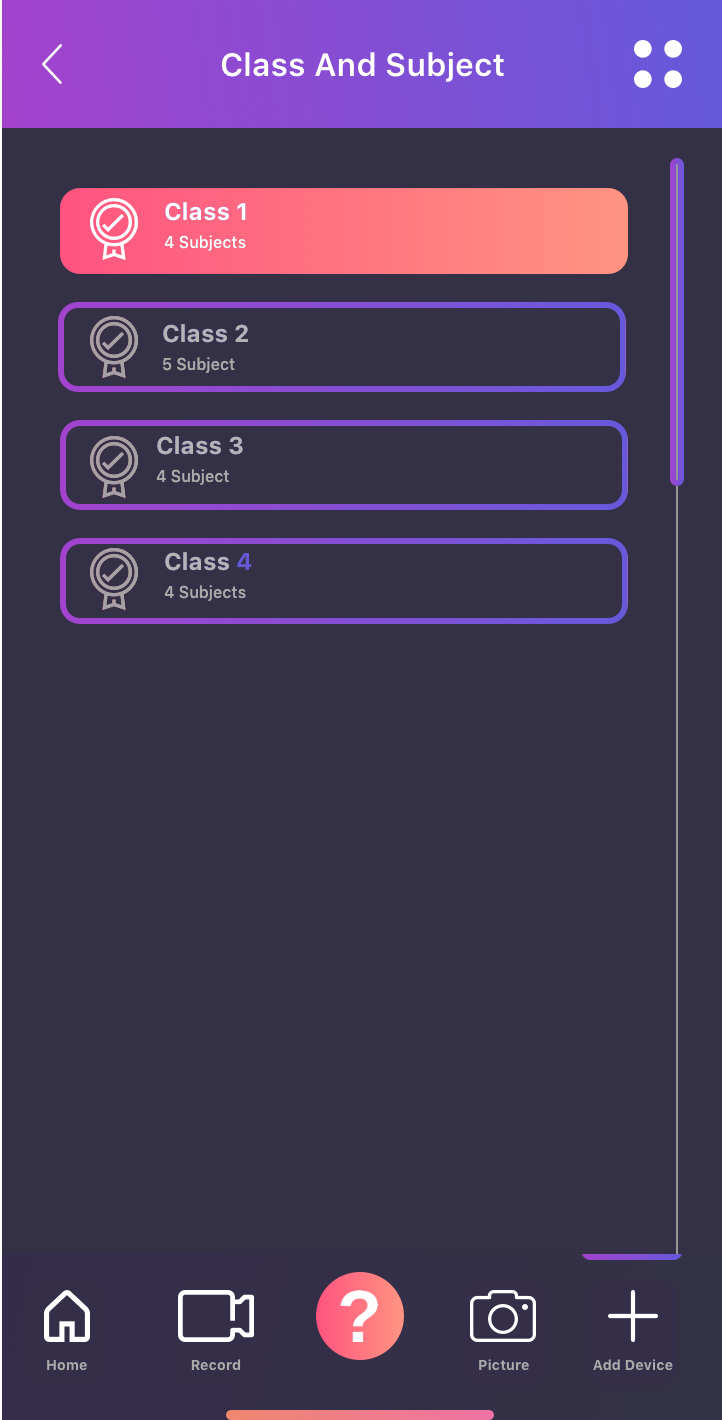 Class And Subject
Class 1
4 Subjects
Class 2
5 Subject
Class 3
4 Subject
Class 4
4 Subjects
?
Home
Record
Picture
Add Device